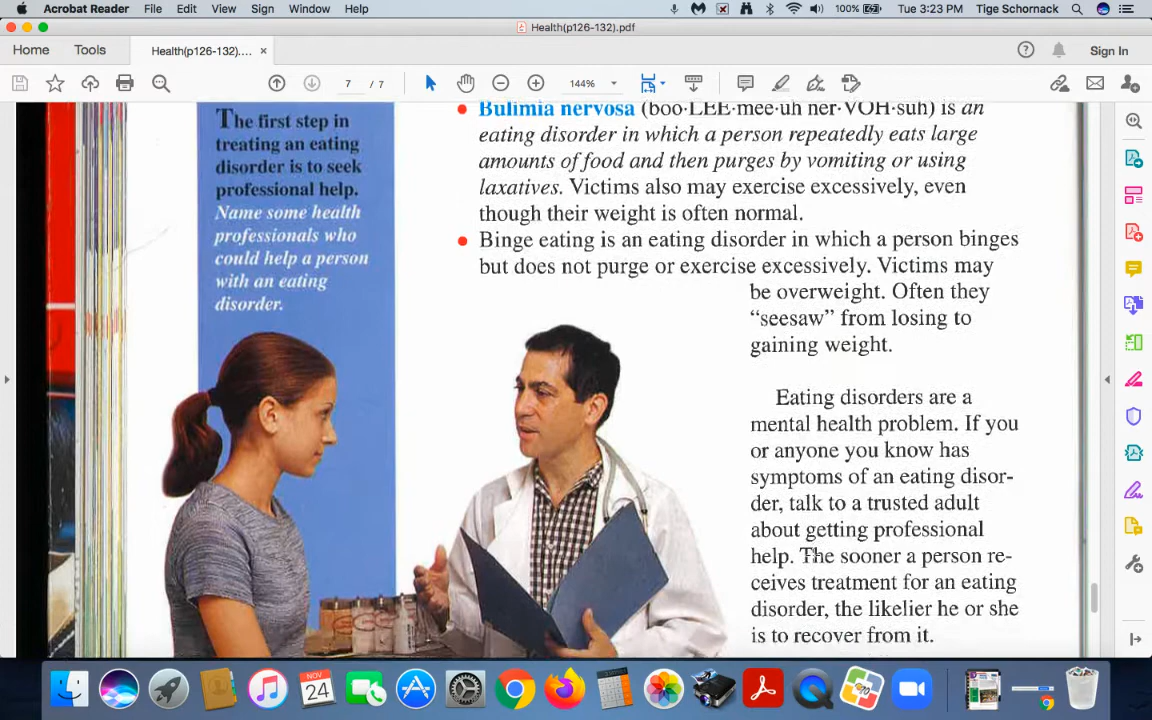 Acrobat Reader File Edit View Sign Window Help 100% Tue 3:23 PM Tige Schornack
Health(p126-132).pdf
Home Tools Health(p126-132).... × Sign In
7 / 7 144%
The first step in
treating an eating
disorder is to seek
professional help.
Name some health
professionals who
could help a person
with an eating
disorder.
• Bulimia nervosa (boo·LEE·mee·uh ner·VOH·suh) is an
eating disorder in which a person repeatedly eats large
amounts of food and then purges by vomiting or using
laxatives. Victims also may exercise excessively, even
though their weight is often normal.
• Binge eating is an eating disorder in which a person binges
but does not purge or exercise excessively. Victims may
be overweight. Often they
“seesaw” from losing to
gaining weight.
Eating disorders are a
mental health problem. If you
or anyone you know has
symptoms of an eating disor-
der, talk to a trusted adult
about getting professional
help. The sooner a person re-
ceives treatment for an eating
disorder, the likelier he or she
is to recover from it.
NOV
24